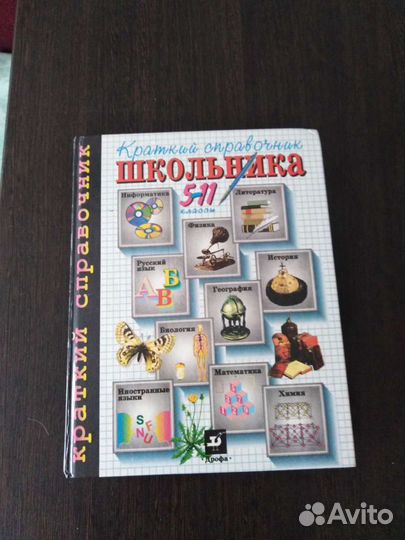 краткий справочник
Краткий справочник
ШКОЛЬНИКА
5-11
классы
Информатика
Литература
Физика
Русский
язык
АБВ
История
География
Биология
Математика
Иностранные
языки
Химия
S
N F U
Дрофа
Avito